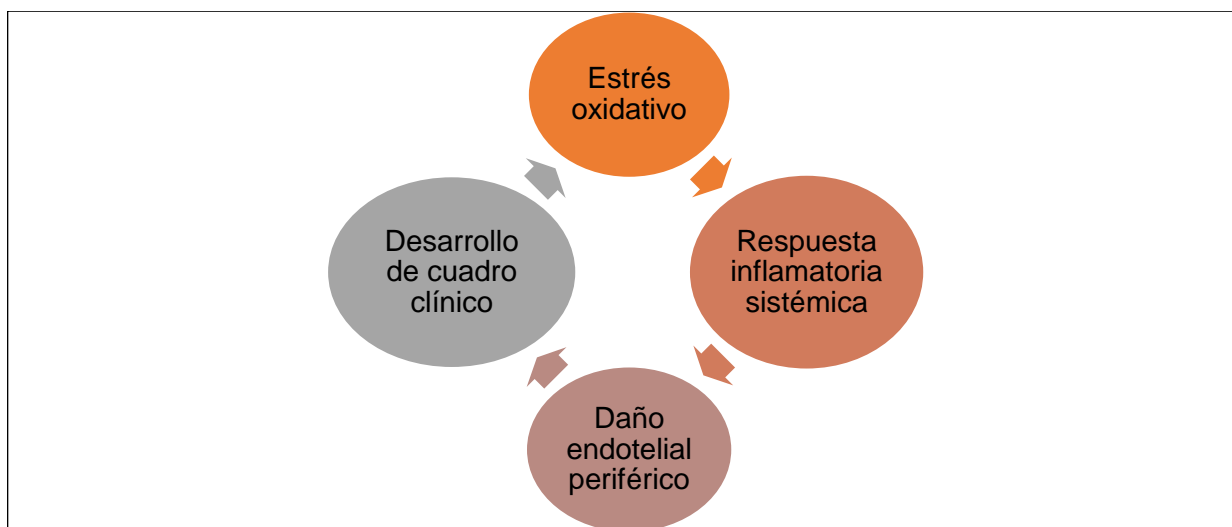 Estrés
oxidativo
Respuesta
inflamatoria
sistémica
Daño
endotelial
periférico
Desarrollo
de cuadro
clínico